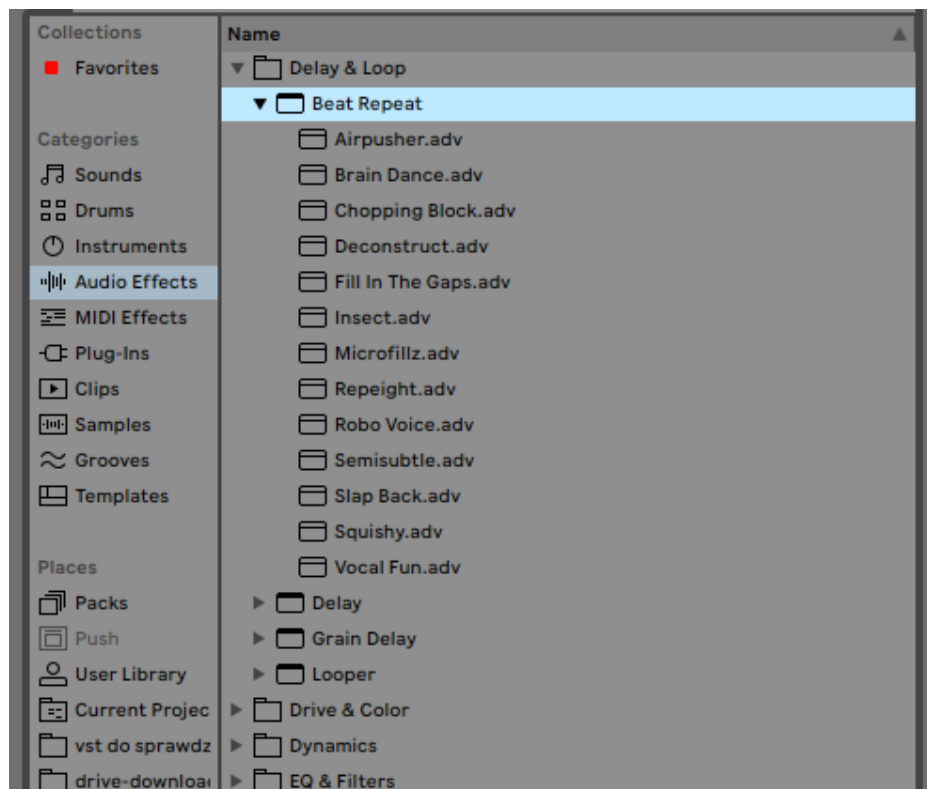 Collections
Favorites
Categories
Sounds
Drums
Instruments
Audio Effects
MIDI Effects
Plug-Ins
Clips
Samples
Grooves
Templates
Places
Packs
Push
User Library
Current Projec
vst do sprawdz
drive-downloa
Name
Delay & Loop
Beat Repeat
Airpusher.adv
Brain Dance.adv
Chopping Block.adv
Deconstruct.adv
Fill In The Gaps.adv
Insect.adv
Microfillz.adv
Repeight.adv
Robo Voice.adv
Semisubtle.adv
Slap Back.adv
Squishy.adv
Vocal Fun.adv
Delay
Grain Delay
Looper
Drive & Color
Dynamics
EQ & Filters